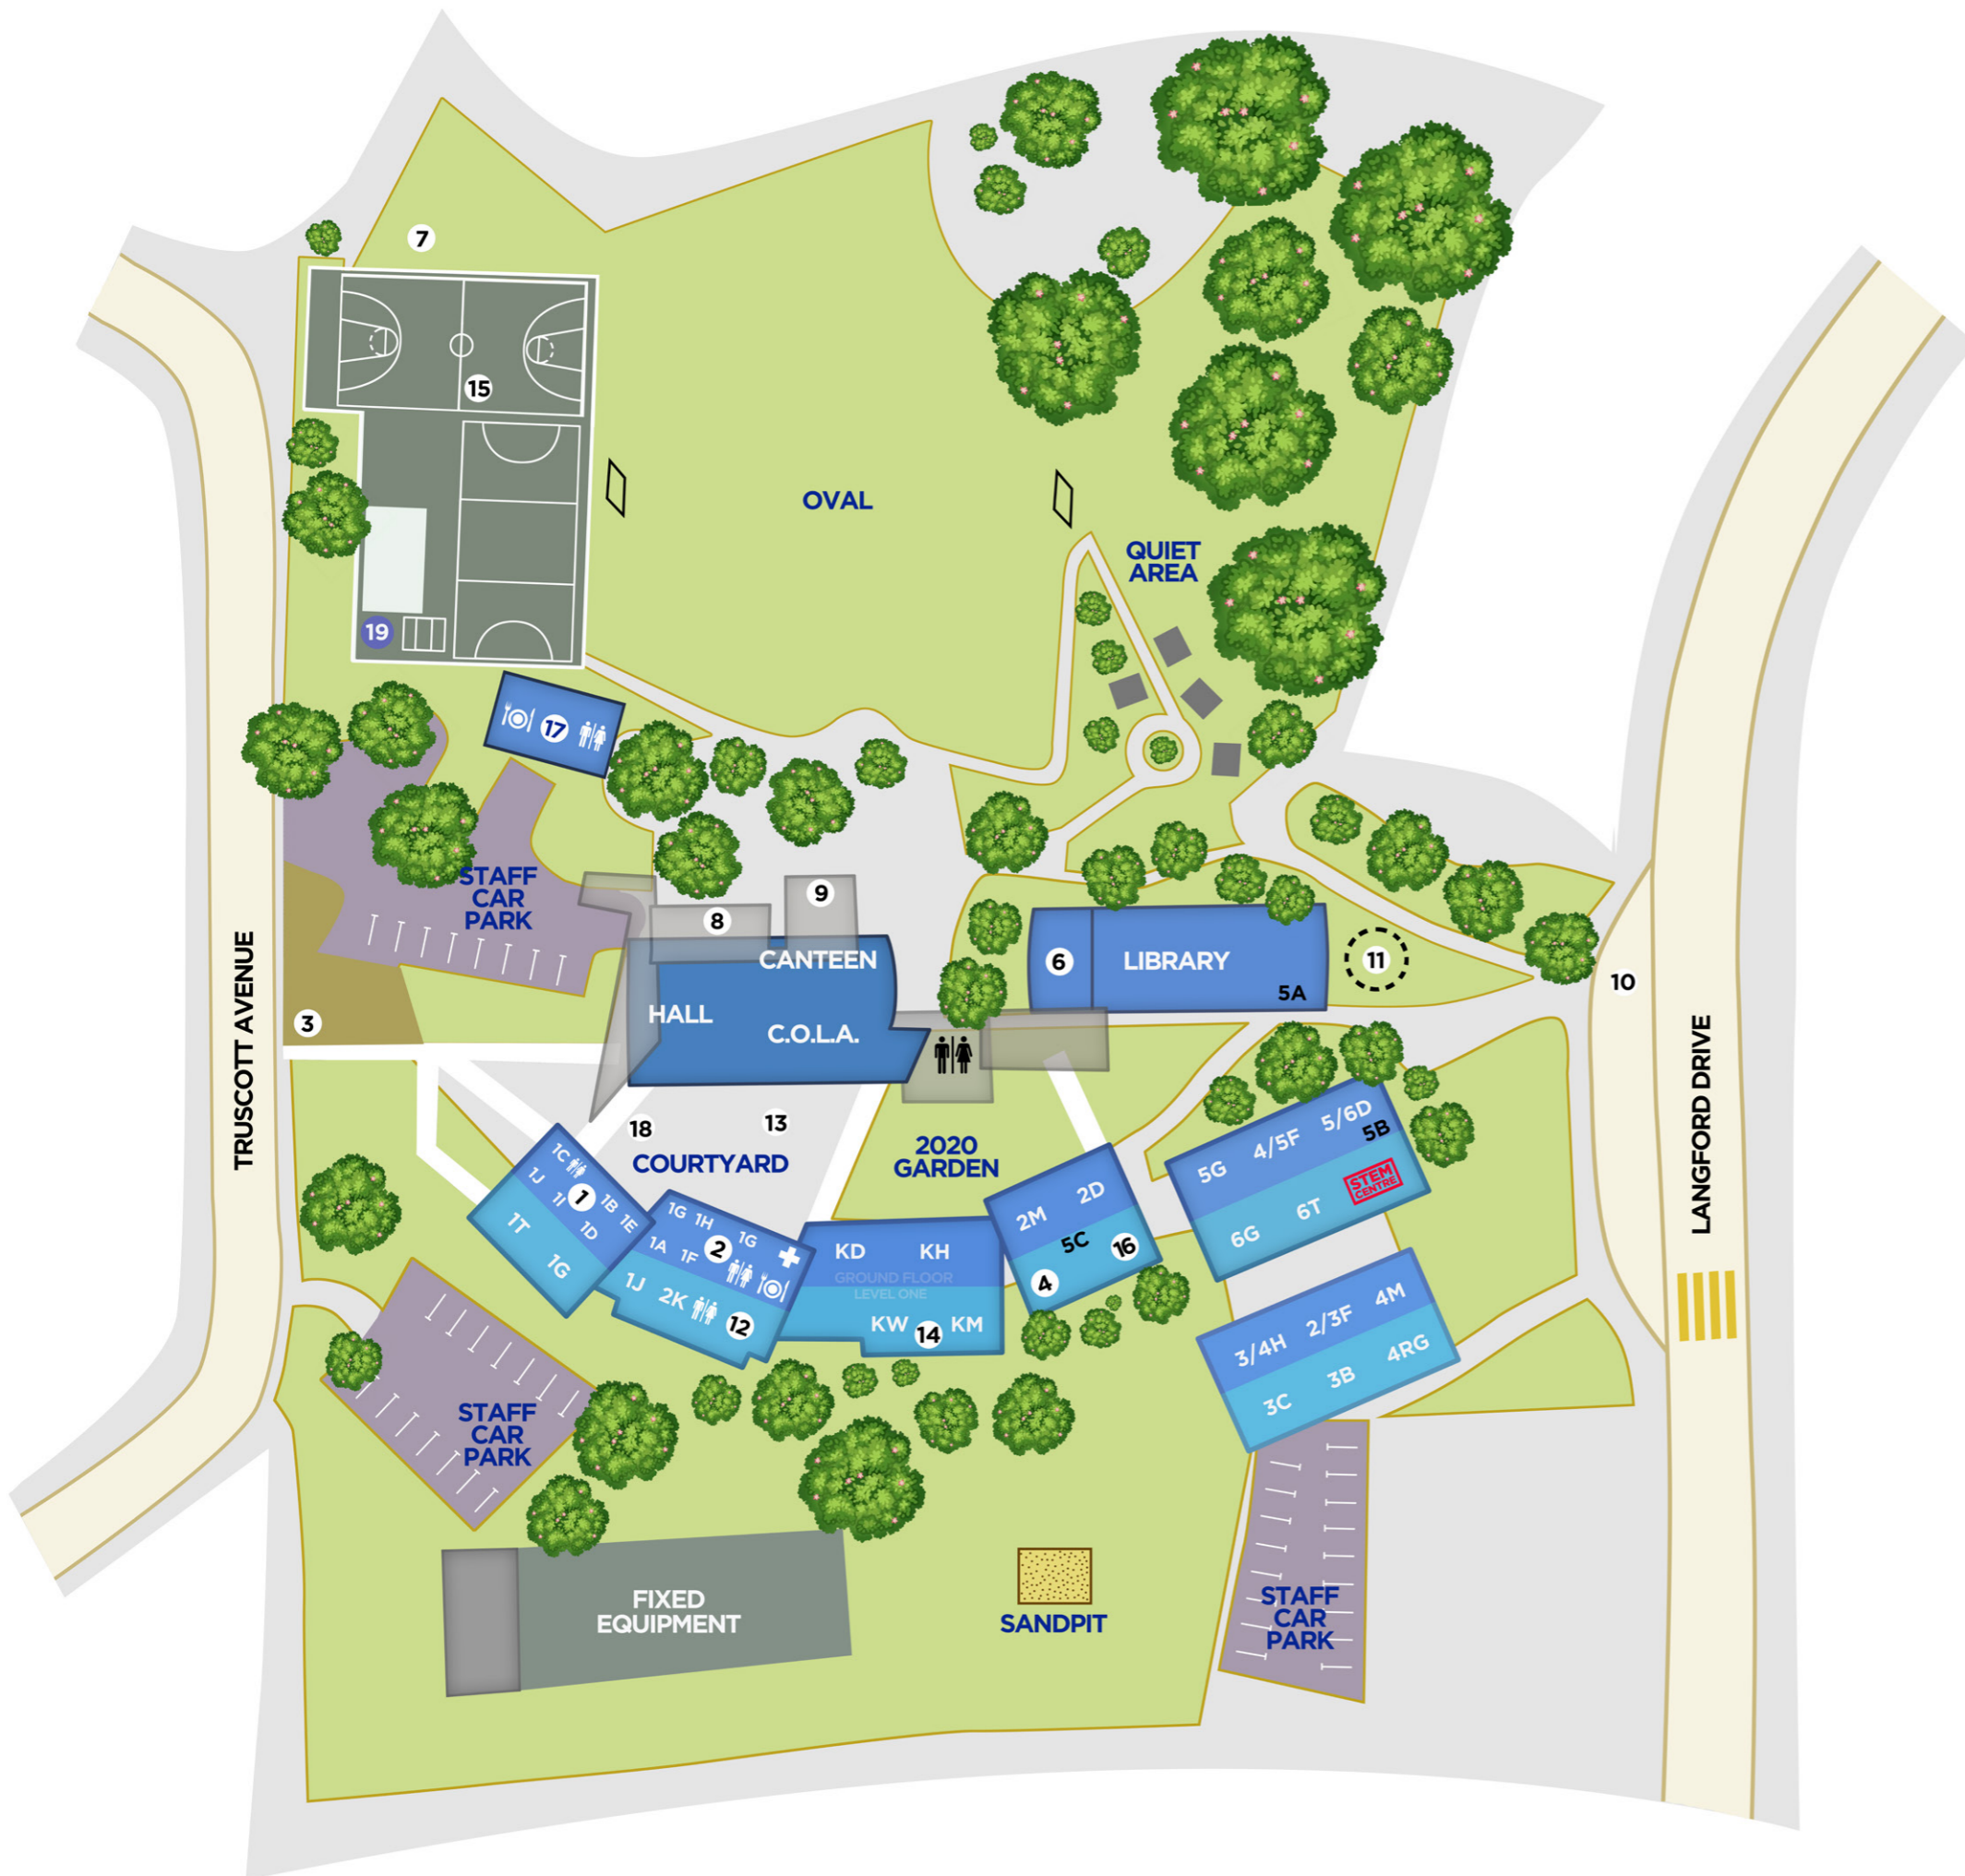 7
15
OVAL
QUIET
AREA
19
17
STAFF
CAR
PARK
8
9
CANTEEN
HALL
C.O.L.A.
6
LIBRARY
5A
11
10
3
TRUSCOTT AVENUE
LANGFORD DRIVE
18
13
COURTYARD
2020
GARDEN
1C
1J
1I
1
1B
1E
1D
1T
1G
1G
1H
1G
1A
1F
2
1J
2K
12
KD
KH
GROUND FLOOR
LEVEL ONE
KW
14
KM
2M
2D
5C
16
4
5G
4/5F
5/6D
5B
6G
6T
STEM
CENTRE
3/4H
2/3F
4M
3C
3B
4RG
STAFF
CAR
PARK
FIXED
EQUIPMENT
SANDPIT
STAFF
CAR
PARK